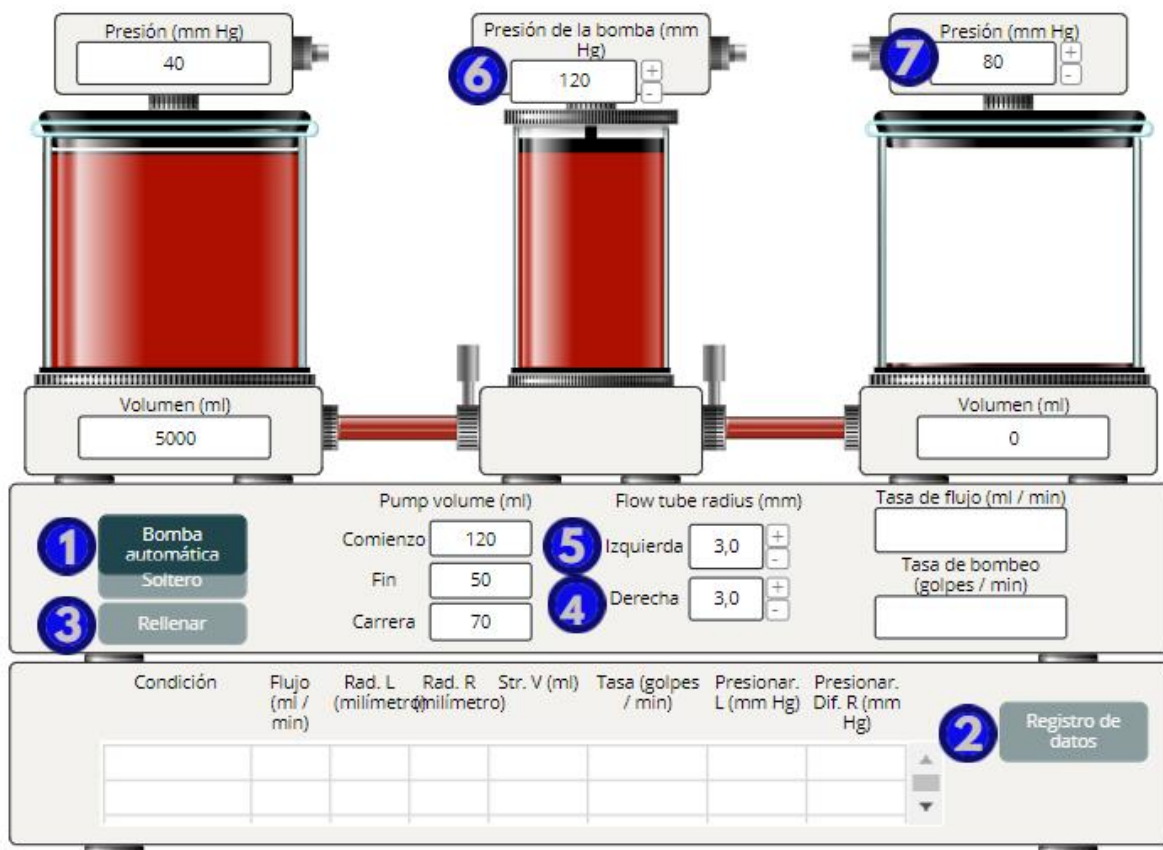 Presión (mm Hg)
40
Presión de la bomba (mm
Hg)
6
120
+
-
Presión (mm Hg)
7
80
+
-
Volumen (ml)
5000
Volumen (ml)
0
1
Bomba
automática
Soltero
3
Rellenar
Pump volume (ml)
Comienzo
120
Fin
50
Carrera
70
Flow tube radius (mm)
5
Izquierda
3,0
+
-
4
Derecha
3,0
+
-
Tasa de flujo (ml / min)
Tasa de bombeo
(golpes / min)
Condición
Flujo
(ml /
min)
Rad. L
(milímetro)
Rad. R
(milímetro)
Str. V (ml)
Tasa (golpes
/ min)
Presionar.
L (mm Hg)
Presionar.
Dif. R (mm
Hg)
2
Registro de
datos